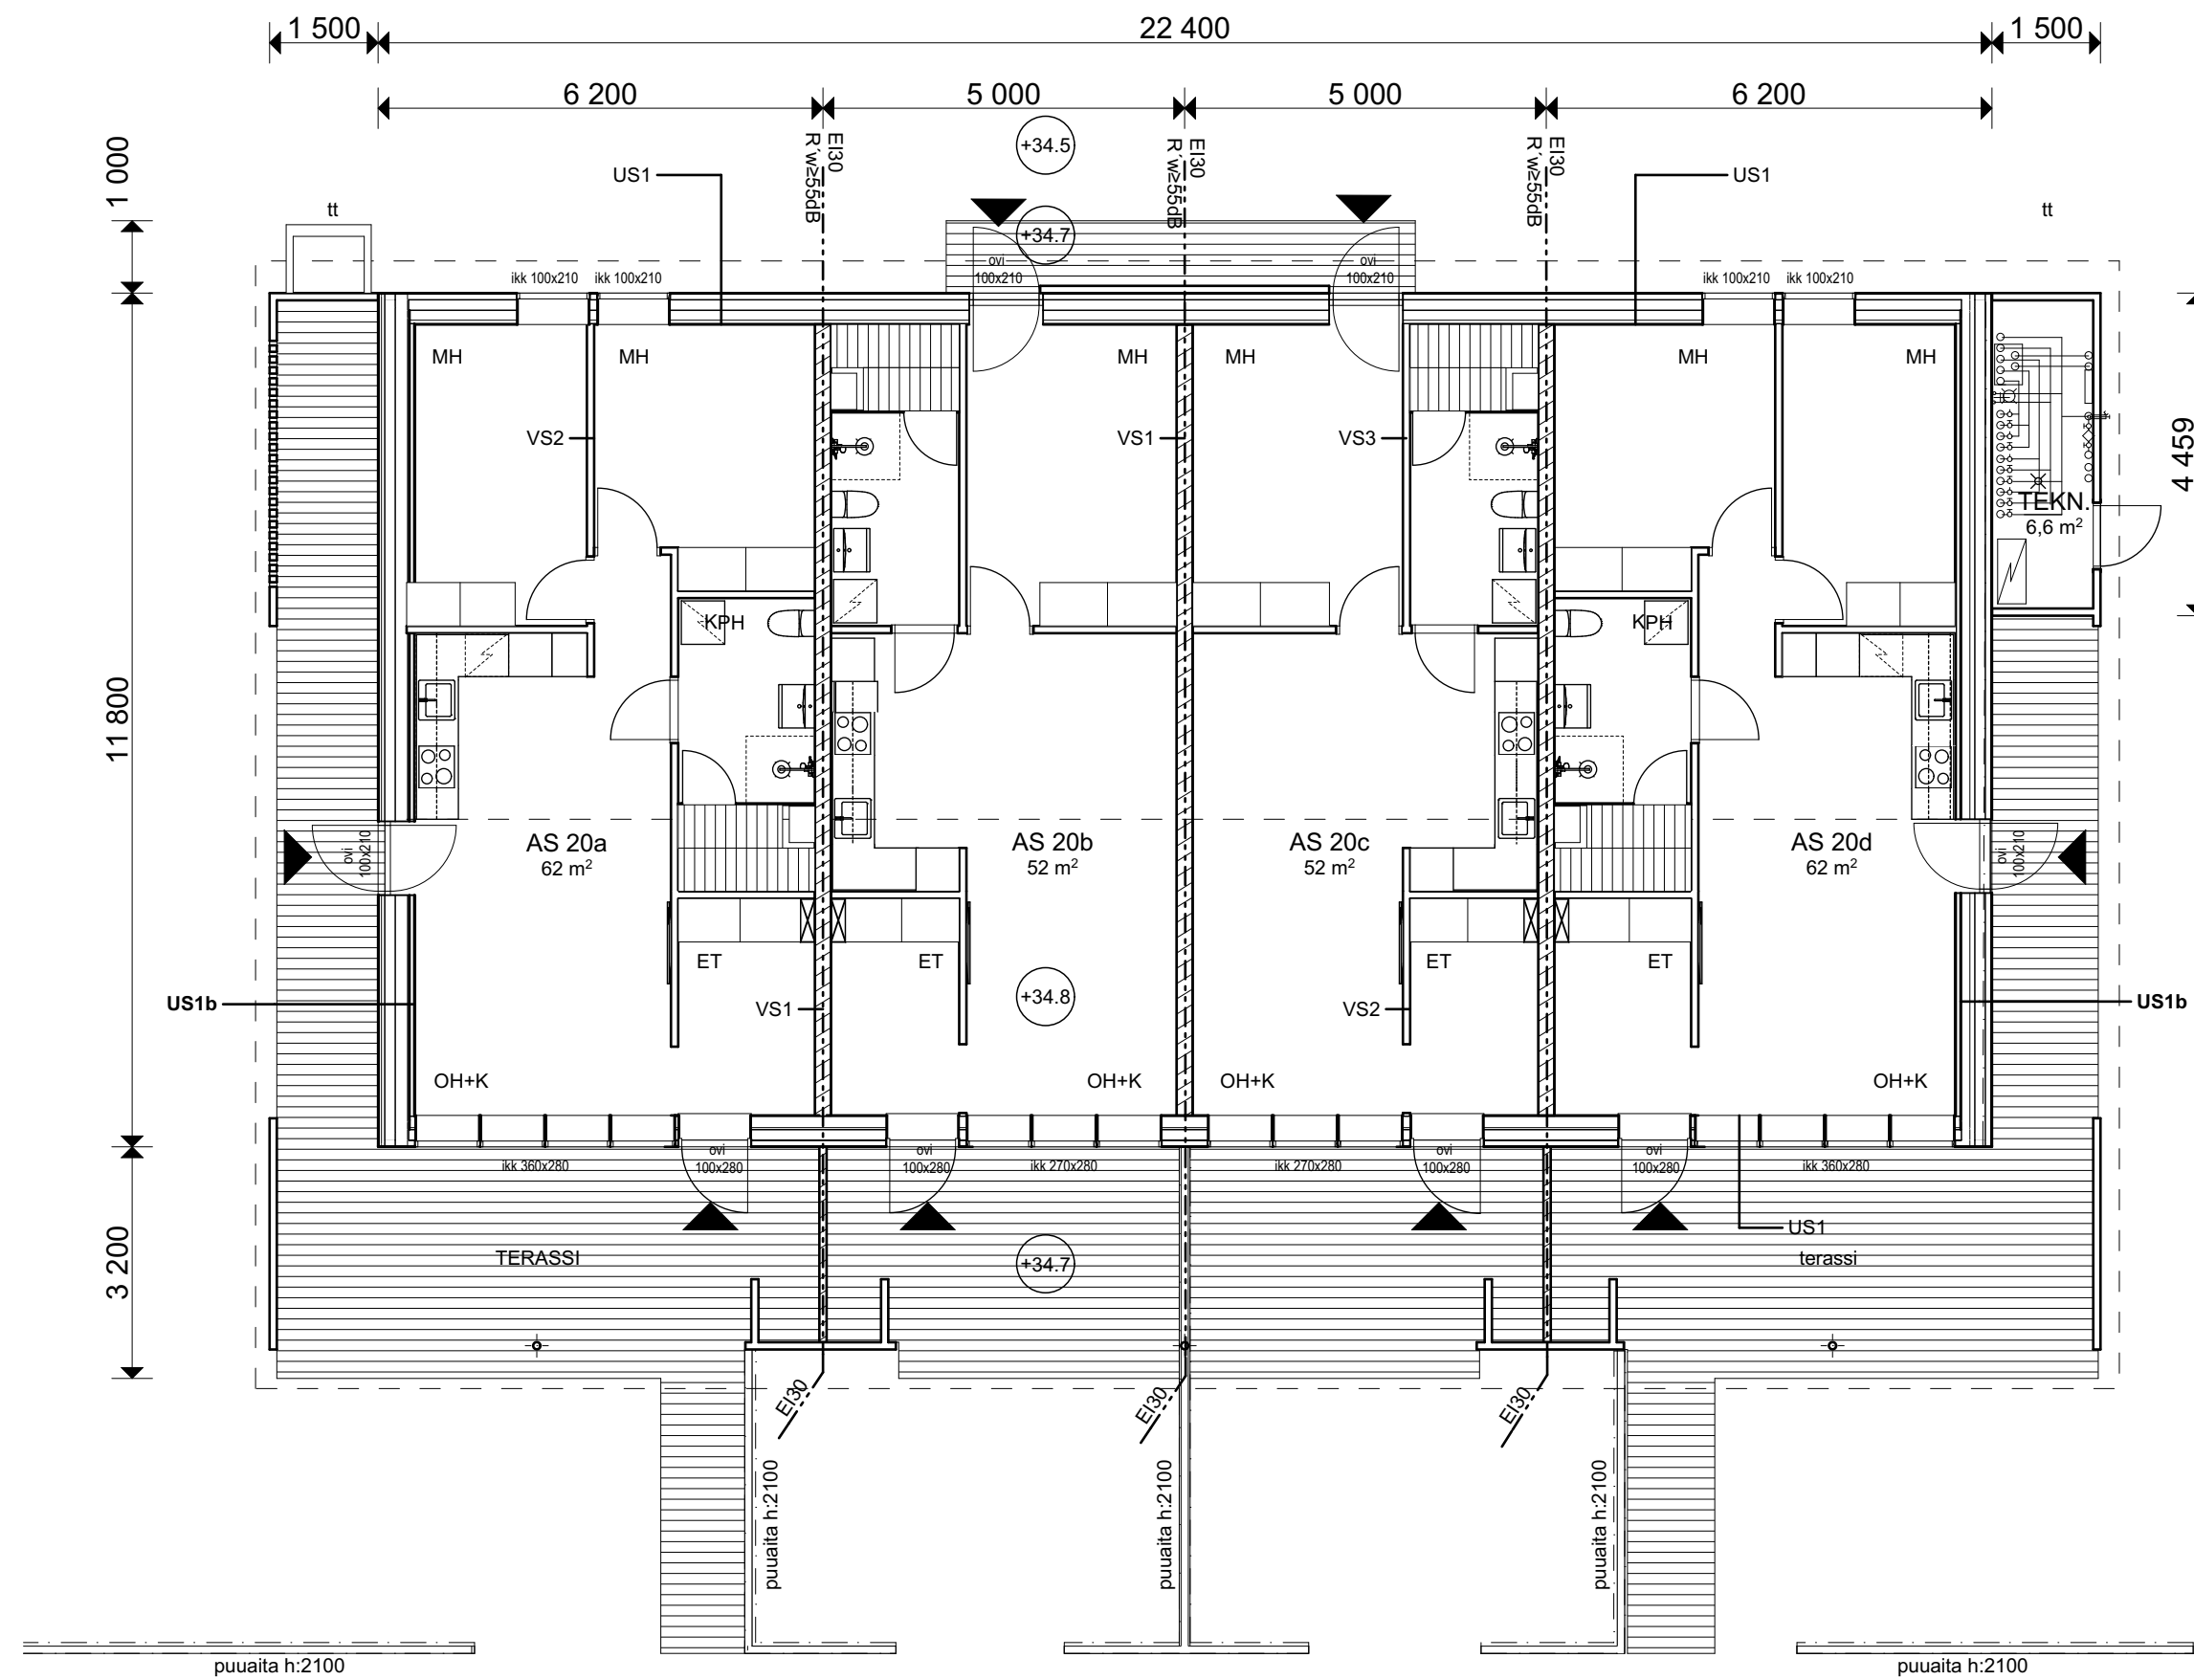 1 500
22 400
1 500
6 200
5 000
5 000
6 200
+34.5
EI30
R´w≥55dB
EI30
R´w≥55dB
EI30
R´w≥55dB
1 000
US1
US1
tt
tt
+34.7
ovi
100x210
ovi
100x210
ikk 100x210
ikk 100x210
ikk 100x210
ikk 100x210
MH
MH
MH
MH
MH
MH
VS2
VS1
VS3
4 459
TEKN.
6,6 m²
KPH
KPH
11 800
AS 20a
62 m²
AS 20b
52 m²
AS 20c
52 m²
AS 20d
62 m²
ovi
100x210
ovi
100x210
ET
ET
ET
ET
US1b
VS1
+34.8
VS2
US1b
OH+K
OH+K
OH+K
OH+K
ikk 360x280
ovi
100x280
ovi
100x280
ikk 270x280
ikk 270x280
ovi
100x280
ovi
100x280
ikk 360x280
US1
3 200
TERASSI
+34.7
terassi
EI30
EI30
EI30
puuaita h:2100
puuaita h:2100
puuaita h:2100
puuaita h:2100
puuaita h:2100